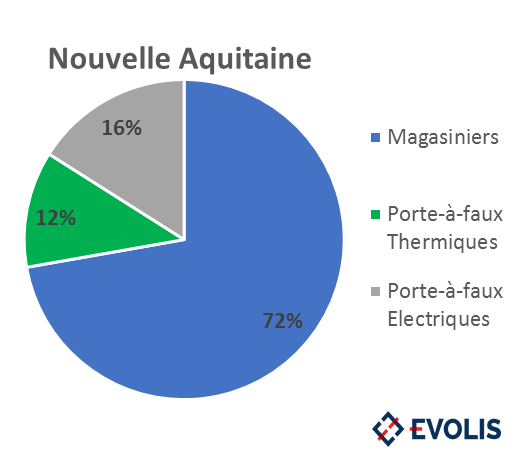 Nouvelle Aquitaine
16%
12%
72%
Magasiniers
Porte-à-faux
Thermiques
Porte-à-faux
Electriques
EVOLIS